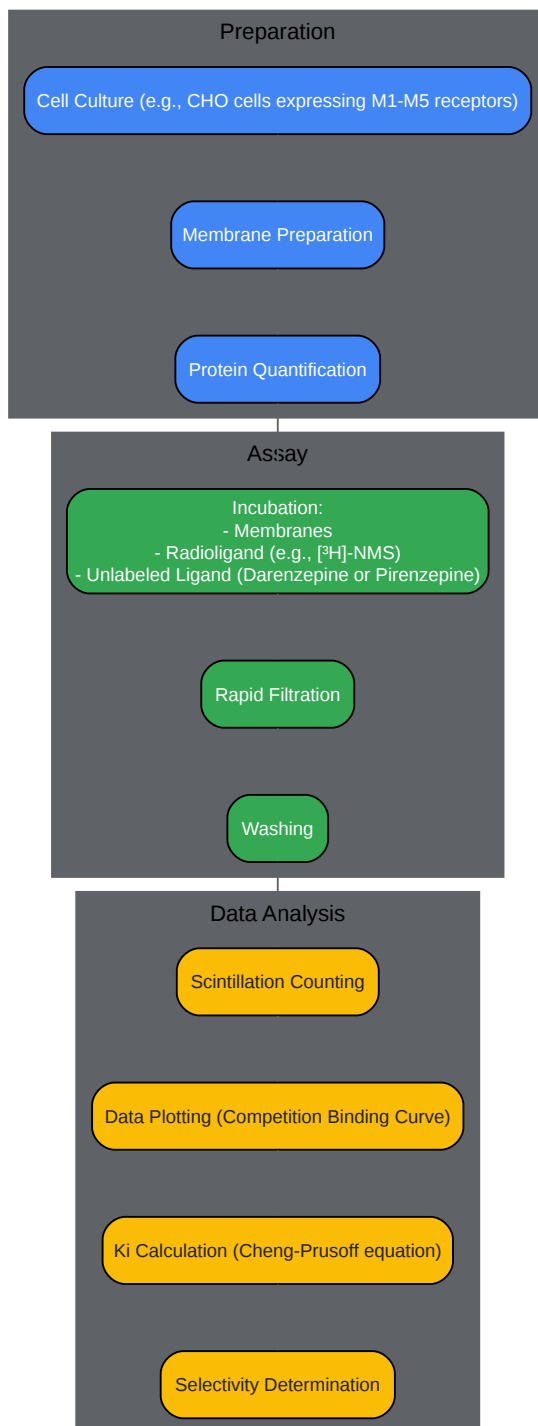 Preparation
Cell Culture (e.g., CHO cells expressing M1-M5 receptors)
Membrane Preparation
Protein Quantification
Assay
Incubation:
- Membranes
- Radioligand (e.g., [³H]-NMS)
- Unlabeled Ligand (Darenzepine or Pirenzepine)
Rapid Filtration
Washing
Data Analysis
Scintillation Counting
Data Plotting (Competition Binding Curve)
Ki Calculation (Cheng-Prusoff equation)
Selectivity Determination